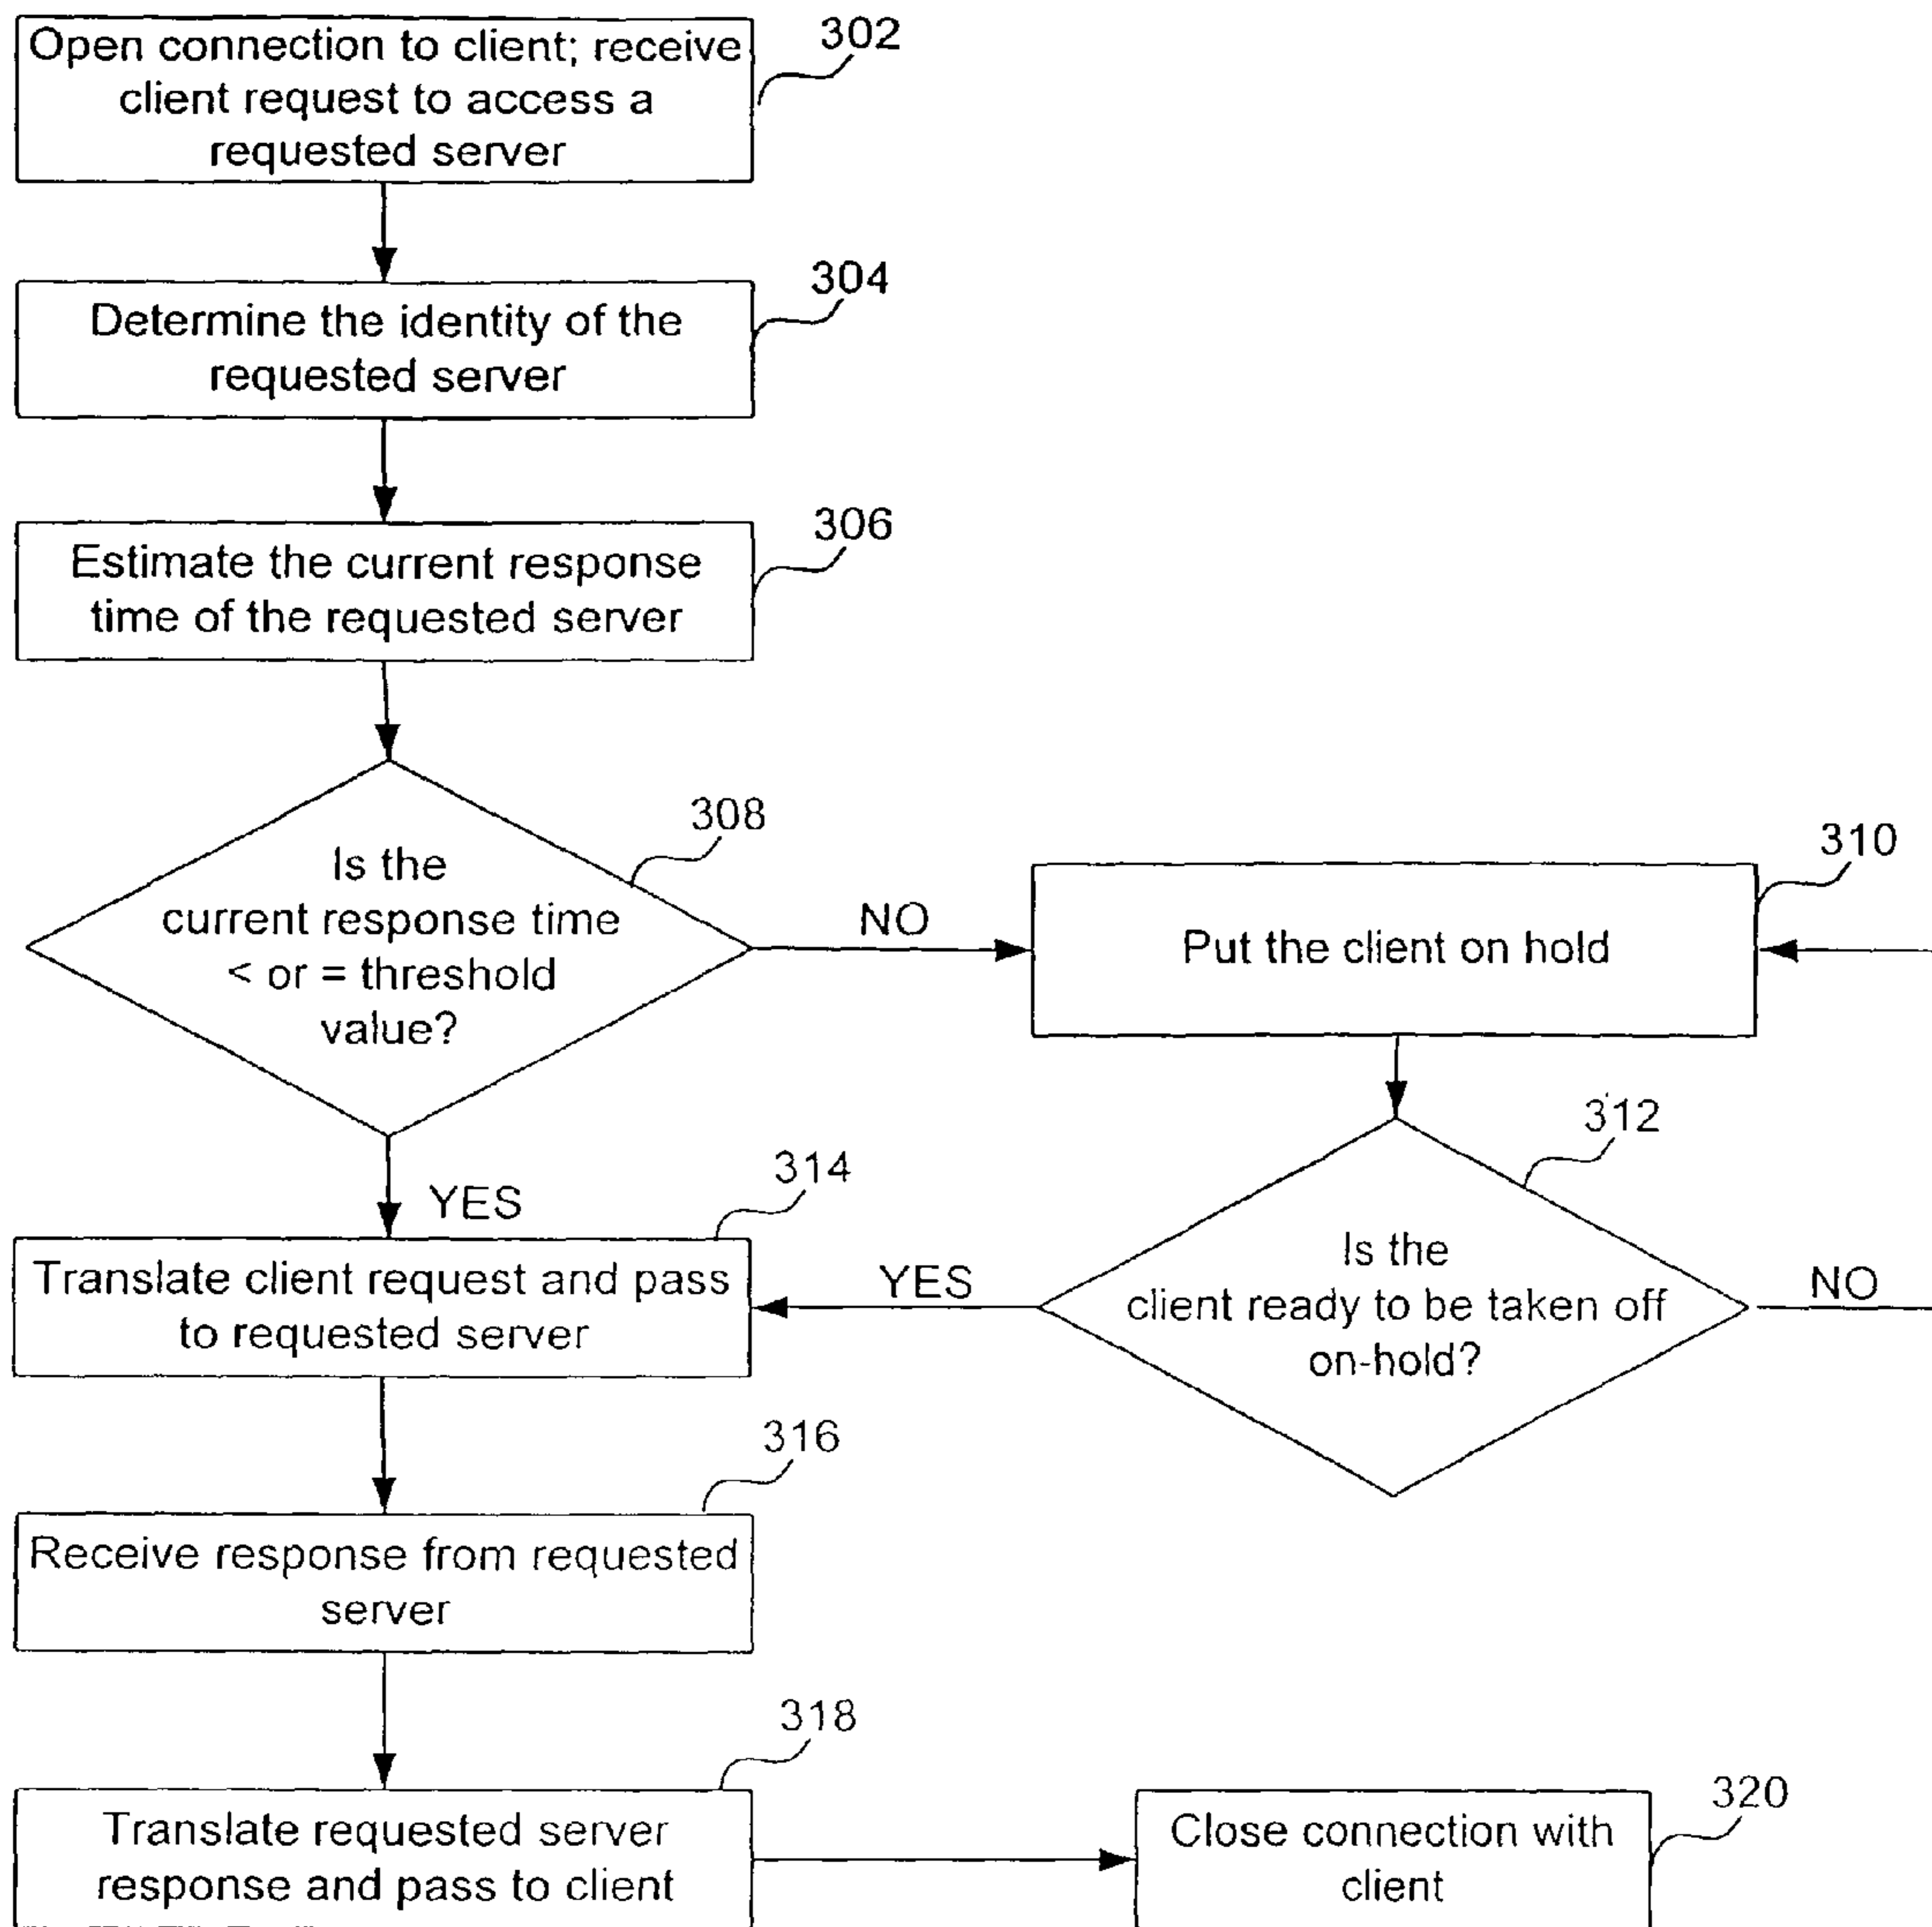 Open connection to client; receive
client request to access a
requested server
302
Determine the identity of the
requested server
304
Estimate the current response
time of the requested server
306
Is the
current response time
< or = threshold
value?
308
NO
Put the client on hold
310
YES
Is the
client ready to be taken off
on-hold?
312
NO
YES
Translate client request and pass
to requested server
314
Receive response from requested
server
316
Translate requested server
response and pass to client
318
Close connection with
client
320